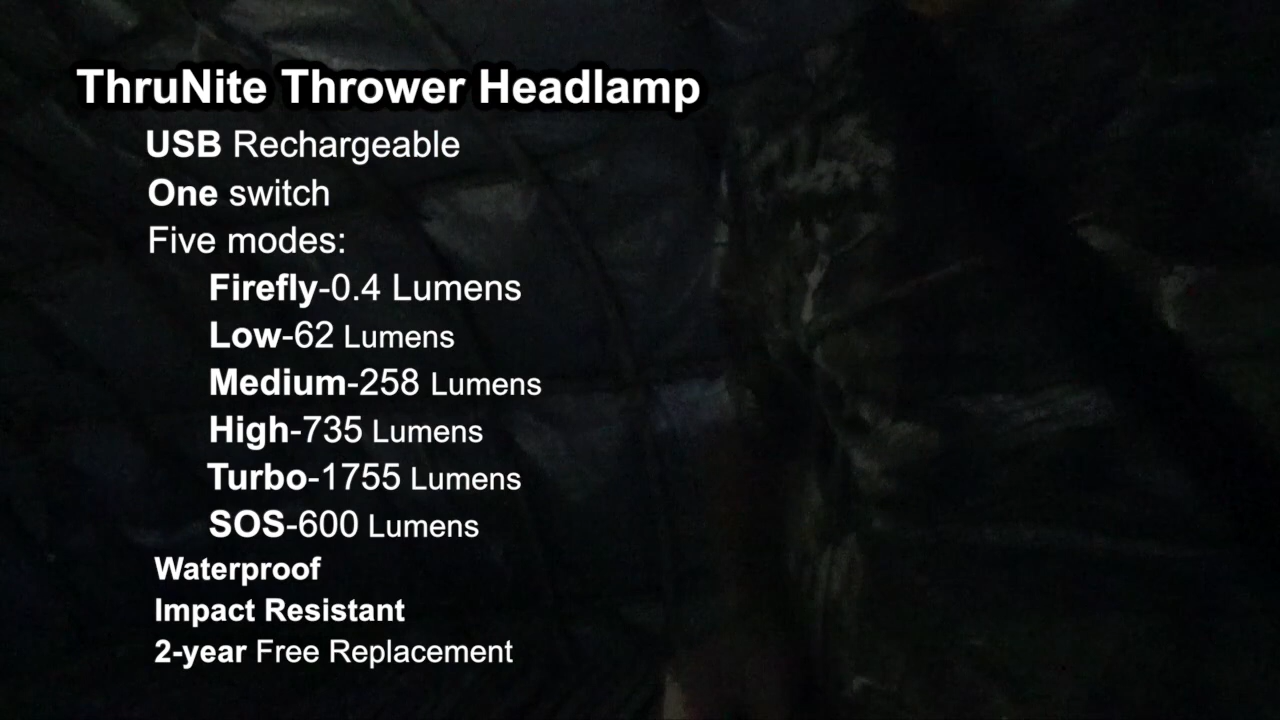 ThruNite Thrower Headlamp
USB Rechargeable
One switch
Five modes:
Firefly-0.4 Lumens
Low-62 Lumens
Medium-258 Lumens
High-735 Lumens
Turbo-1755 Lumens
SOS-600 Lumens
Waterproof
Impact Resistant
2-year Free Replacement